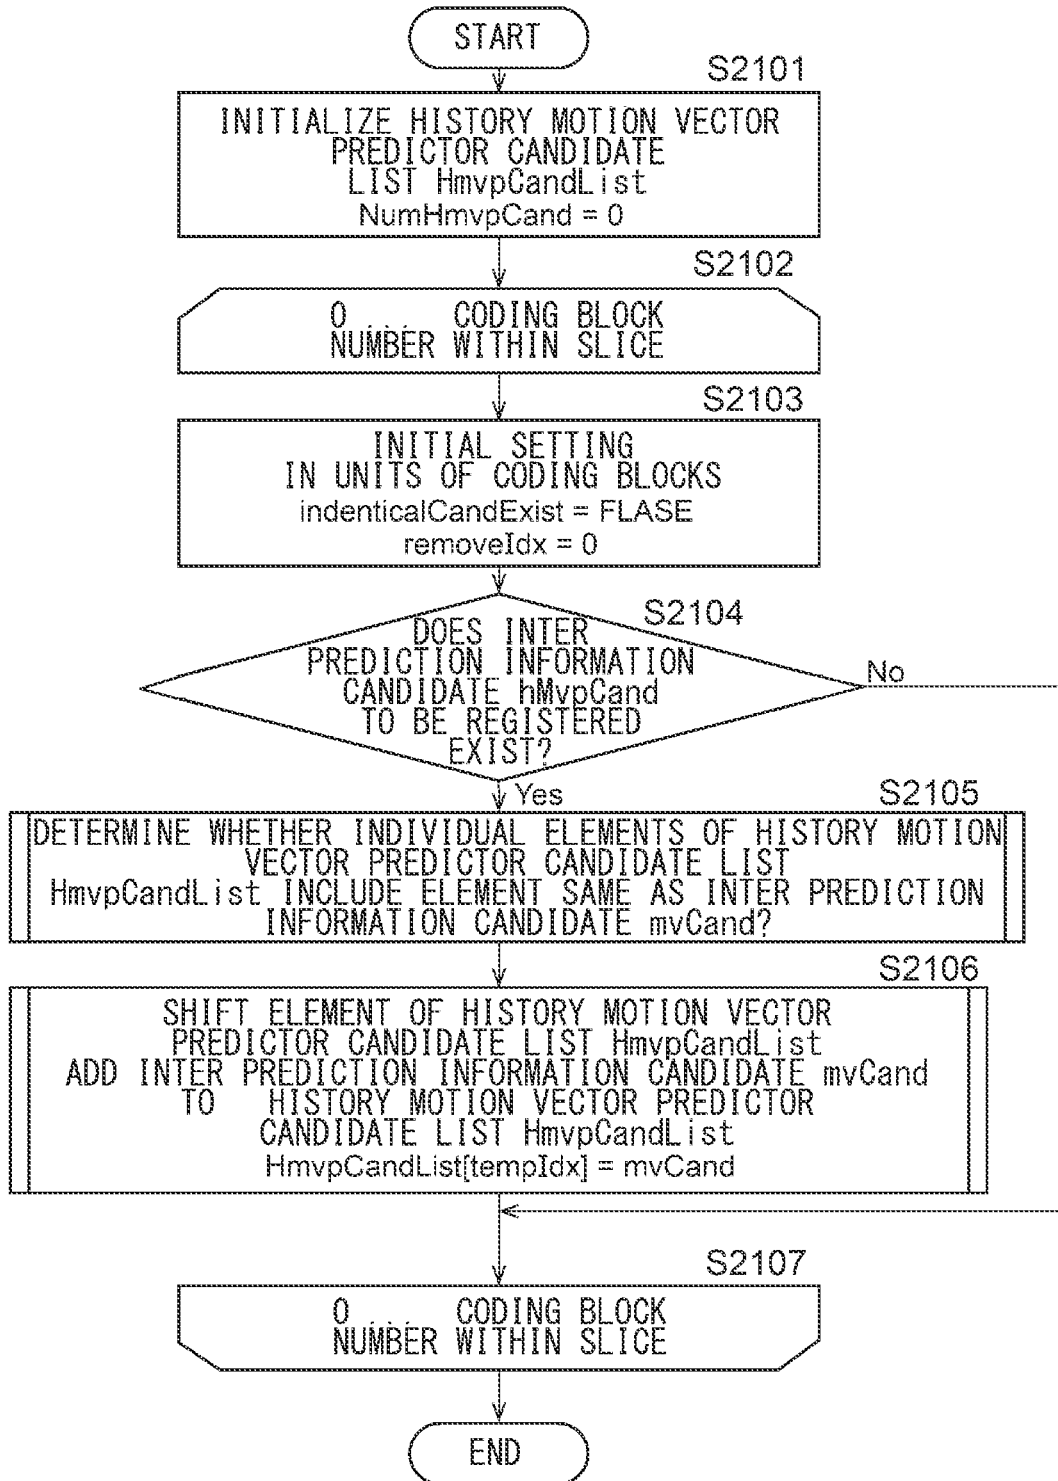 START
S2101
INITIALIZE HISTORY MOTION VECTOR
PREDICTOR CANDIDATE
LIST HmvpCandList
NumHmvpCand = 0
S2102
0 ... CODING BLOCK
NUMBER WITHIN SLICE
S2103
INITIAL SETTING
IN UNITS OF CODING BLOCKS
indenticalCandExist = FLASE
removeIdx = 0
S2104
DOES INTER
PREDICTION INFORMATION
CANDIDATE hMvpCand
TO BE REGISTERED
EXIST?
No
Yes
S2105
DETERMINE WHETHER INDIVIDUAL ELEMENTS OF HISTORY MOTION
VECTOR PREDICTOR CANDIDATE LIST
HmvpCandList INCLUDE ELEMENT SAME AS INTER PREDICTION
INFORMATION CANDIDATE mvCand?
S2106
SHIFT ELEMENT OF HISTORY MOTION VECTOR
PREDICTOR CANDIDATE LIST HmvpCandList
ADD INTER PREDICTION INFORMATION CANDIDATE mvCand
TO HISTORY MOTION VECTOR PREDICTOR
CANDIDATE LIST HmvpCandList
HmvpCandList[tempIdx] = mvCand
S2107
0 ... CODING BLOCK
NUMBER WITHIN SLICE
END